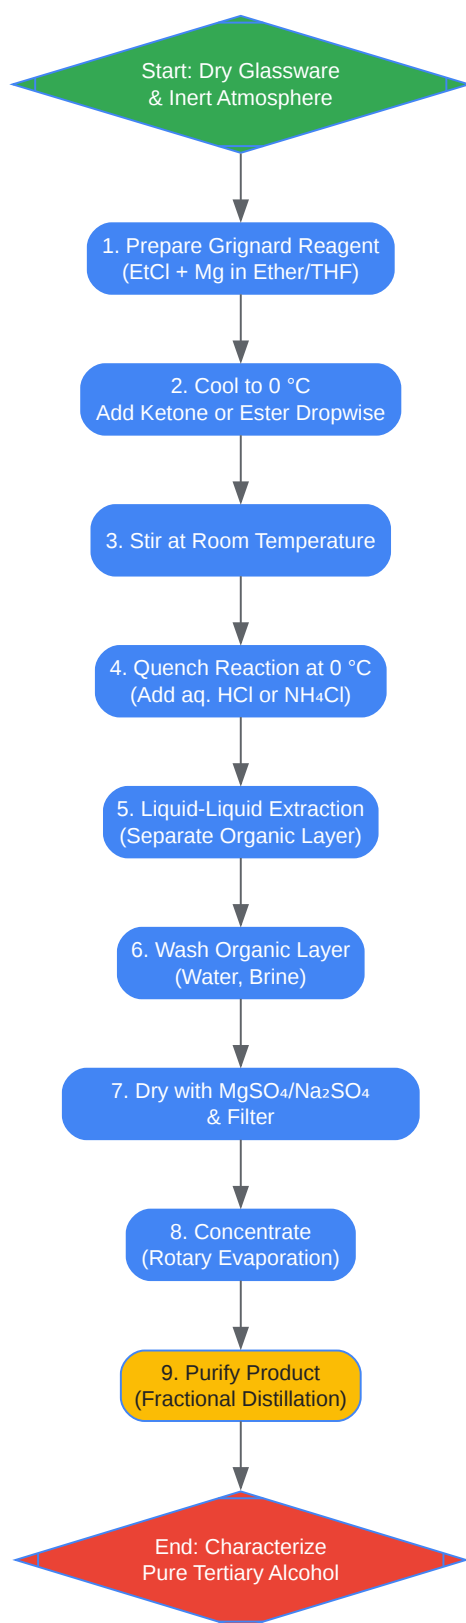 Start: Dry Glassware
& Inert Atmosphere
1. Prepare Grignard Reagent
(EtCl + Mg in Ether/THF)
2. Cool to 0 °C
Add Ketone or Ester Dropwise
3. Stir at Room Temperature
4. Quench Reaction at 0 °C
(Add aq. HCl or NH₄Cl)
5. Liquid-Liquid Extraction
(Separate Organic Layer)
6. Wash Organic Layer
(Water, Brine)
7. Dry with MgSO₄/Na₂SO₄
& Filter
8. Concentrate
(Rotary Evaporation)
9. Purify Product
(Fractional Distillation)
End: Characterize
Pure Tertiary Alcohol